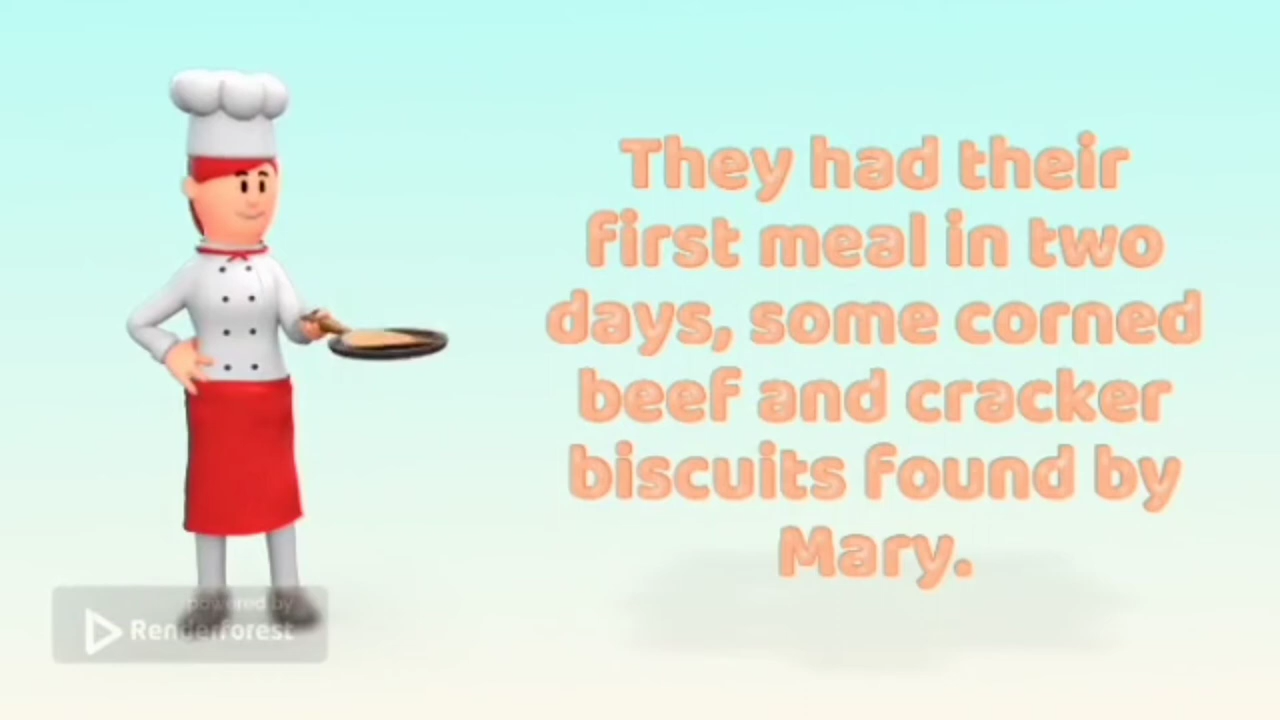 They had their
first meal in two
days, some corned
beef and cracker
biscuits found by
Mary.
powered by
Renderforest